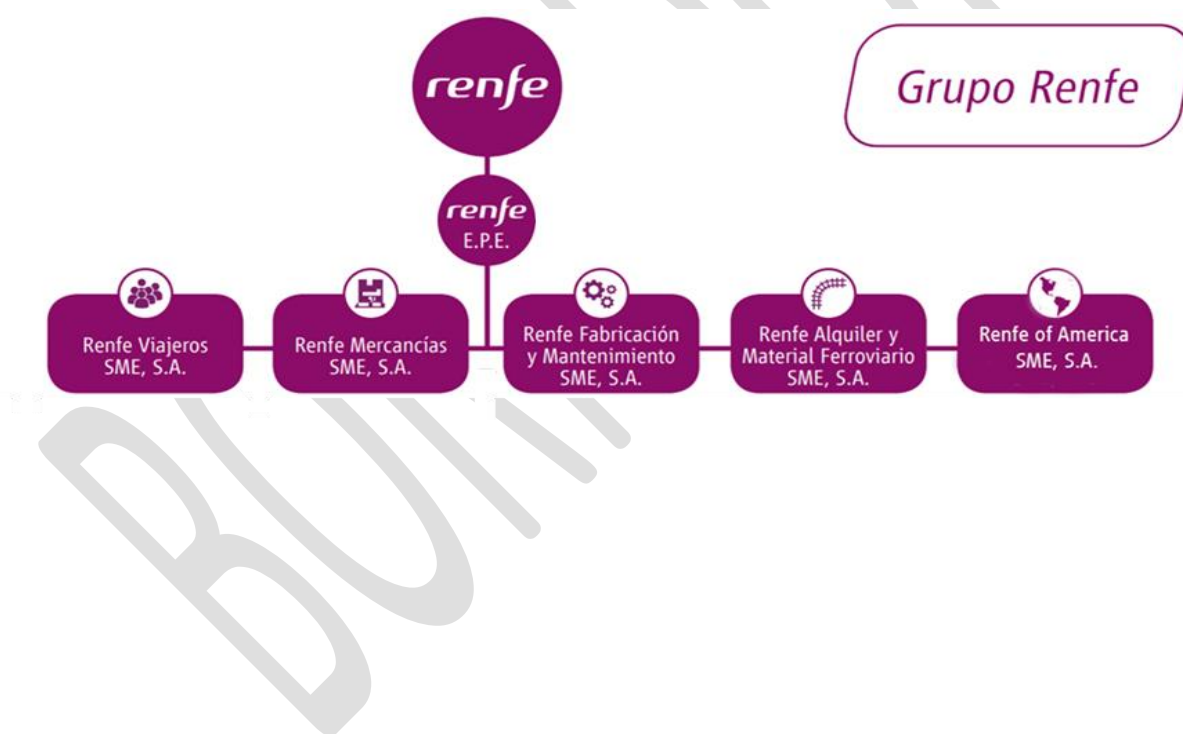 renfe
Grupo Renfe
renfe
E.P.E.
Renfe Viajeros
SME, S.A.
Renfe Mercancías
SME, S.A.
Renfe Fabricación
y Mantenimiento
SME, S.A.
Renfe Alquiler y
Material Ferroviario
SME, S.A.
Renfe of America
SME, S.A.